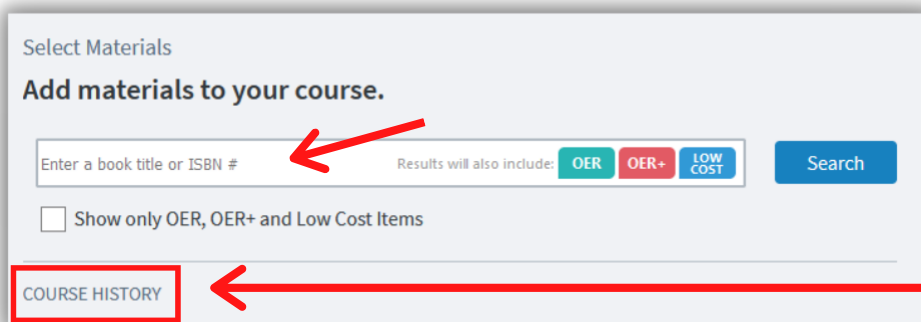 Select Materials
Add materials to your course.
Enter a book title or ISBN # Results will also include: OER OER+ LOW COST Search
Show only OER, OER+ and Low Cost Items
COURSE HISTORY